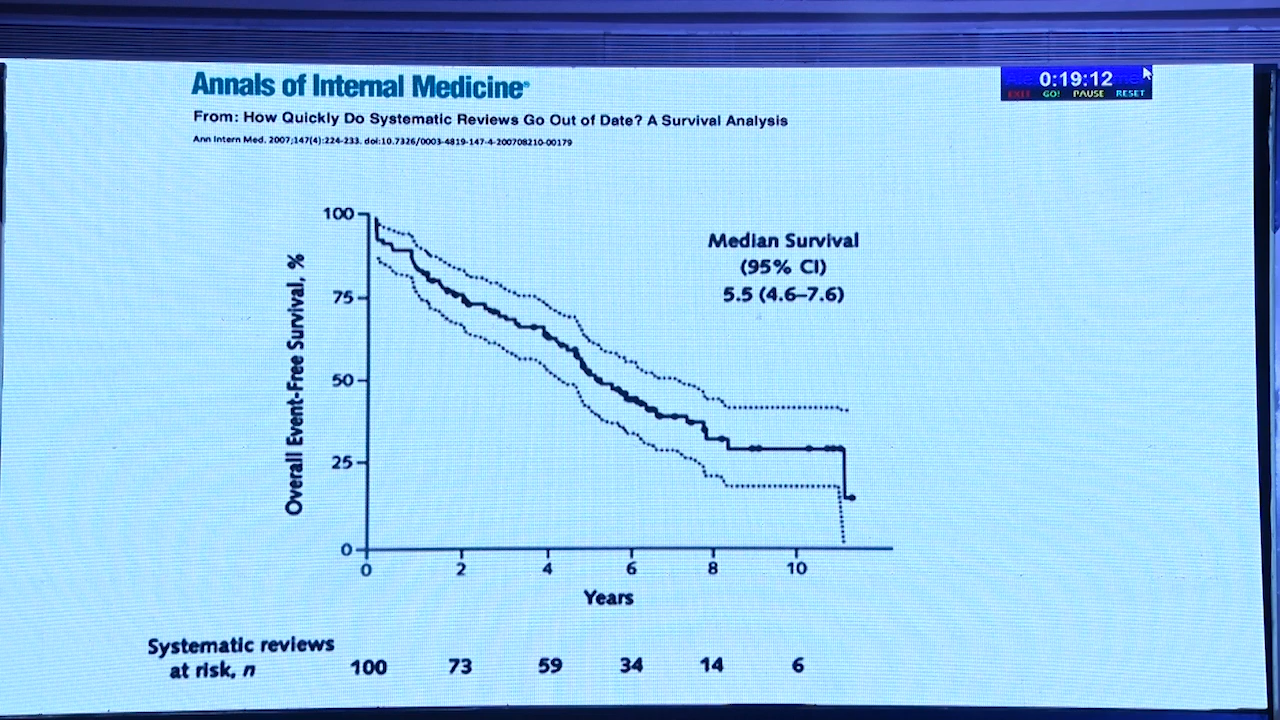 Annals of Internal Medicine®
0:19:12
EXIT GO! PAUSE RESET
From: How Quickly Do Systematic Reviews Go Out of Date? A Survival Analysis
Ann Intern Med. 2007;147(4):224-233. doi:10.7326/0003-4819-147-4-200708210-00179
Overall Event-Free Survival, %
100
75
50
25
0
Median Survival
(95% CI)
5.5 (4.6–7.6)
0 2 4 6 8 10
Years
Systematic reviews
at risk, n 100 73 59 34 14 6